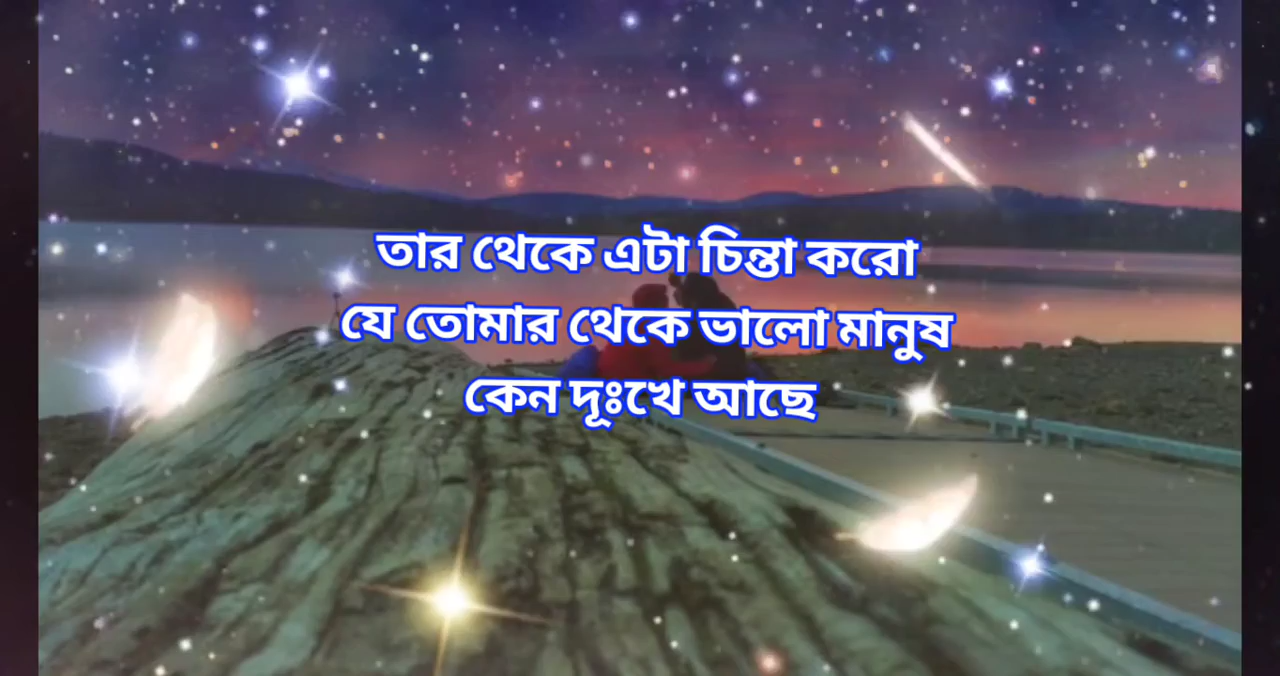 তার থেকে এটা চিন্তা করো
যে তোমার থেকে ভালো মানুষ
কেন দূঃখে আছে